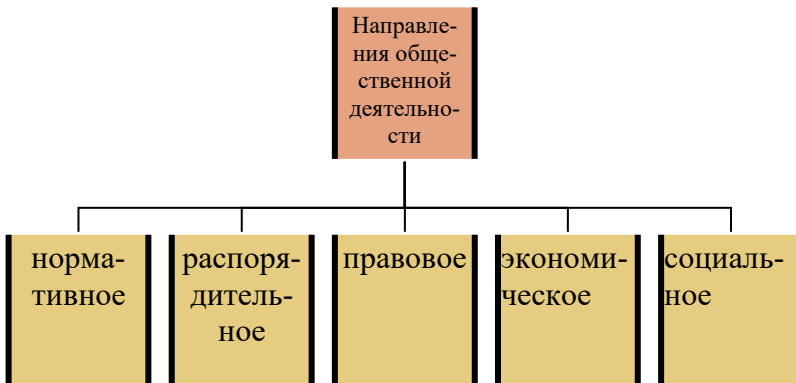 Направле-
ния обще-
ственной
деятельно-
сти
норма-
тивное
распоря-
дитель-
ное
правовое
экономи-
ческое
социаль-
ное